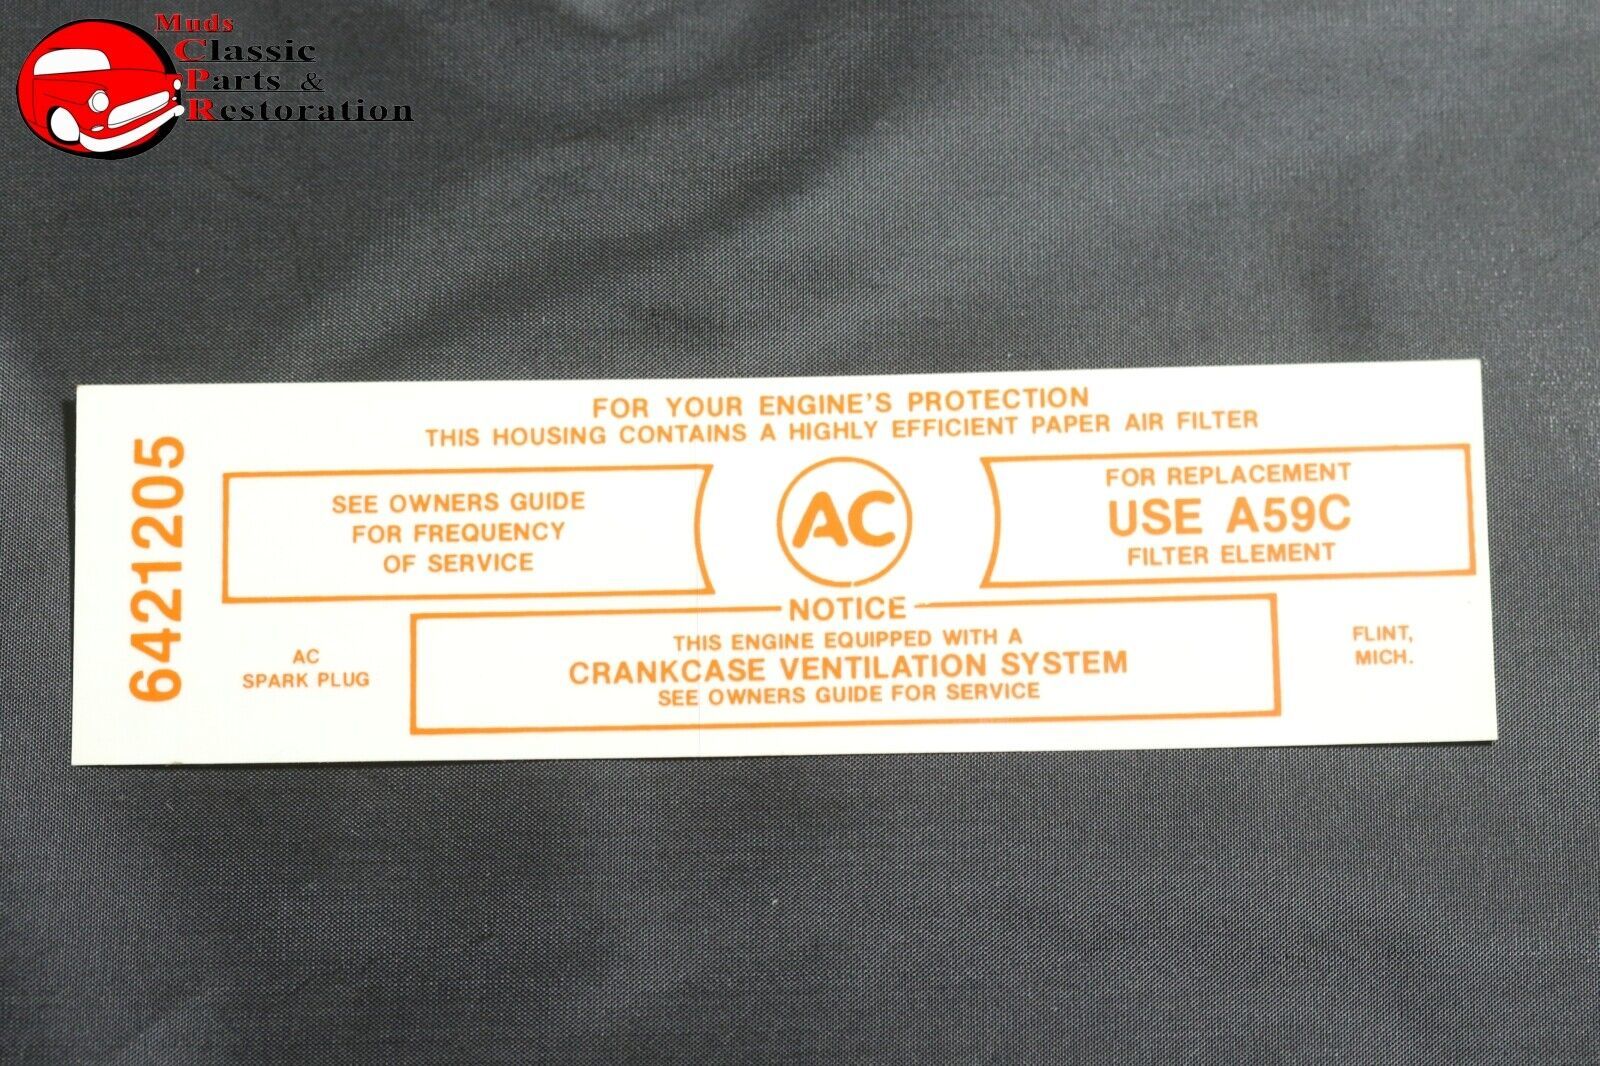 Muds
Classic
Parts &
Restoration
6421205
FOR YOUR ENGINE'S PROTECTION
THIS HOUSING CONTAINS A HIGHLY EFFICIENT PAPER AIR FILTER
SEE OWNERS GUIDE
FOR FREQUENCY
OF SERVICE
AC
FOR REPLACEMENT
USE A59C
FILTER ELEMENT
NOTICE
THIS ENGINE EQUIPPED WITH A
CRANKCASE VENTILATION SYSTEM
SEE OWNERS GUIDE FOR SERVICE
AC
SPARK PLUG
FLINT,
MICH.